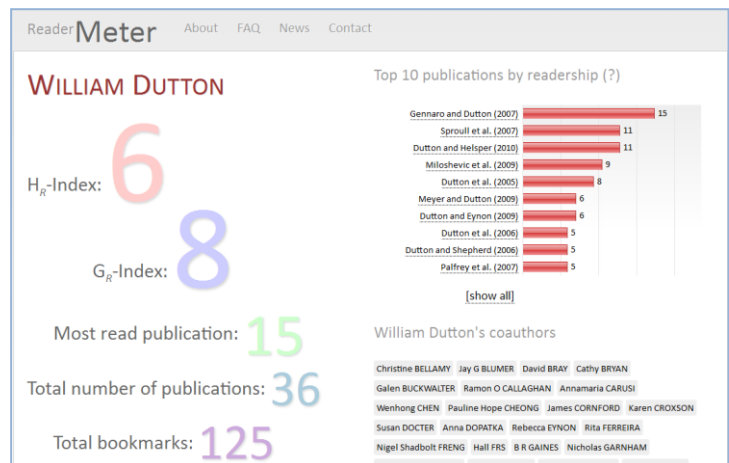 ReaderMeter About FAQ News Contact
WILLIAM DUTTON
H_R-Index: 6
G_R-Index: 8
Most read publication: 15
Total number of publications: 36
Total bookmarks: 125
Top 10 publications by readership (?)
Gennaro and Dutton (2007) 15
Sproull et al. (2007) 11
Dutton and Helsper (2010) 11
Miloshevic et al. (2009) 9
Dutton et al. (2005) 8
Meyer and Dutton (2009) 6
Dutton and Eynon (2009) 6
Dutton et al. (2006) 5
Dutton and Shepherd (2006) 5
Palfrey et al. (2007) 5
[show all]
William Dutton's coauthors
Christine BELLAMY Jay G BLUMER David BRAY Cathy BRYAN
Galen BUCKWALTER Ramon O CALLAGHAN Annamaria CARUSI
Wenhong CHEN Pauline Hope CHEONG James CORNFORD Karen CROXSON
Susan DOCTER Anna DOPATKA Rebecca EYNON Rita FERREIRA
Nigel Shadbolt FRENG Hall FRS B R GAINES Nicholas GARNHAM